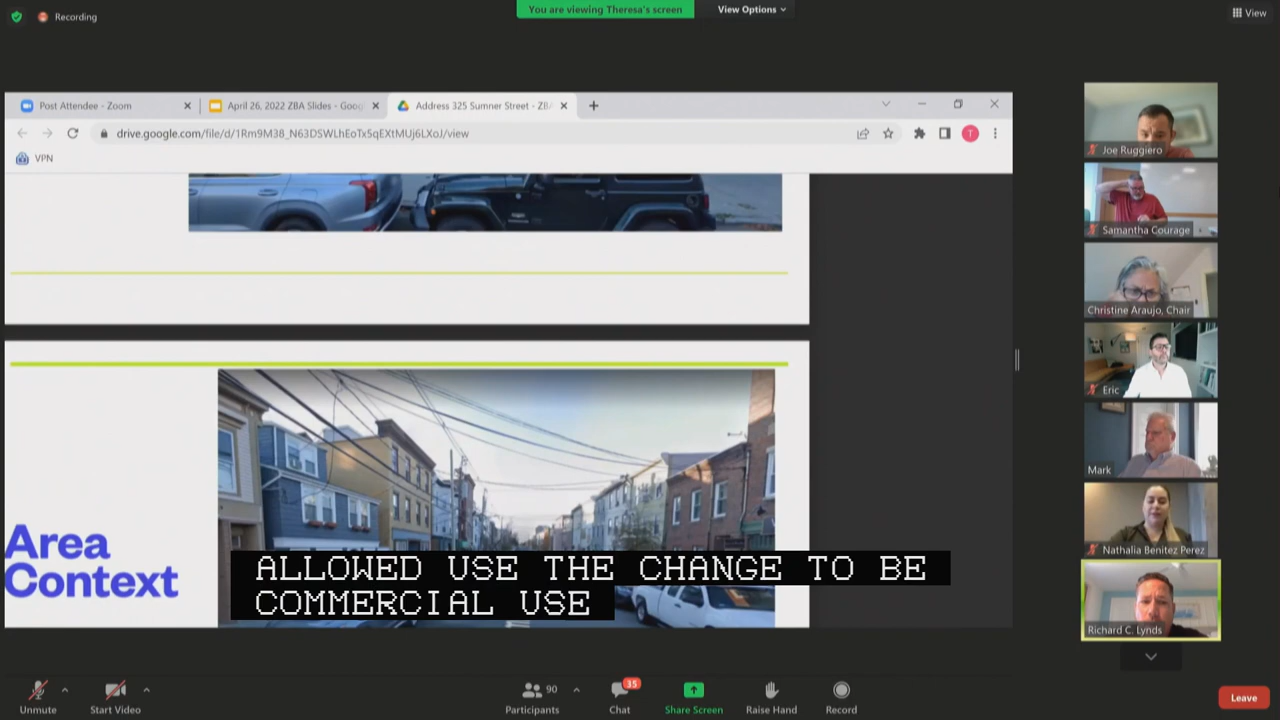 Recording
You are viewing Theresa's screen
View Options
View
Post Attendee - Zoom
April 26, 2022 ZBA Slides - Goog
Address 325 Sumner Street - ZB
drive.google.com/file/d/1Rm9M38_N63DSWLhEoTx5qEXtMUj6LXoJ/view
T
VPN
Joe Ruggiero
Samantha Courage
Christine Araujo, Chair
Eric
Mark
Nathalia Benitez Perez
Richard C. Lynds
Area
Context
ALLOWED USE THE CHANGE TO BE
COMMERCIAL USE
Unmute
Start Video
90
Participants
35
Chat
Share Screen
Raise Hand
Record
Leave